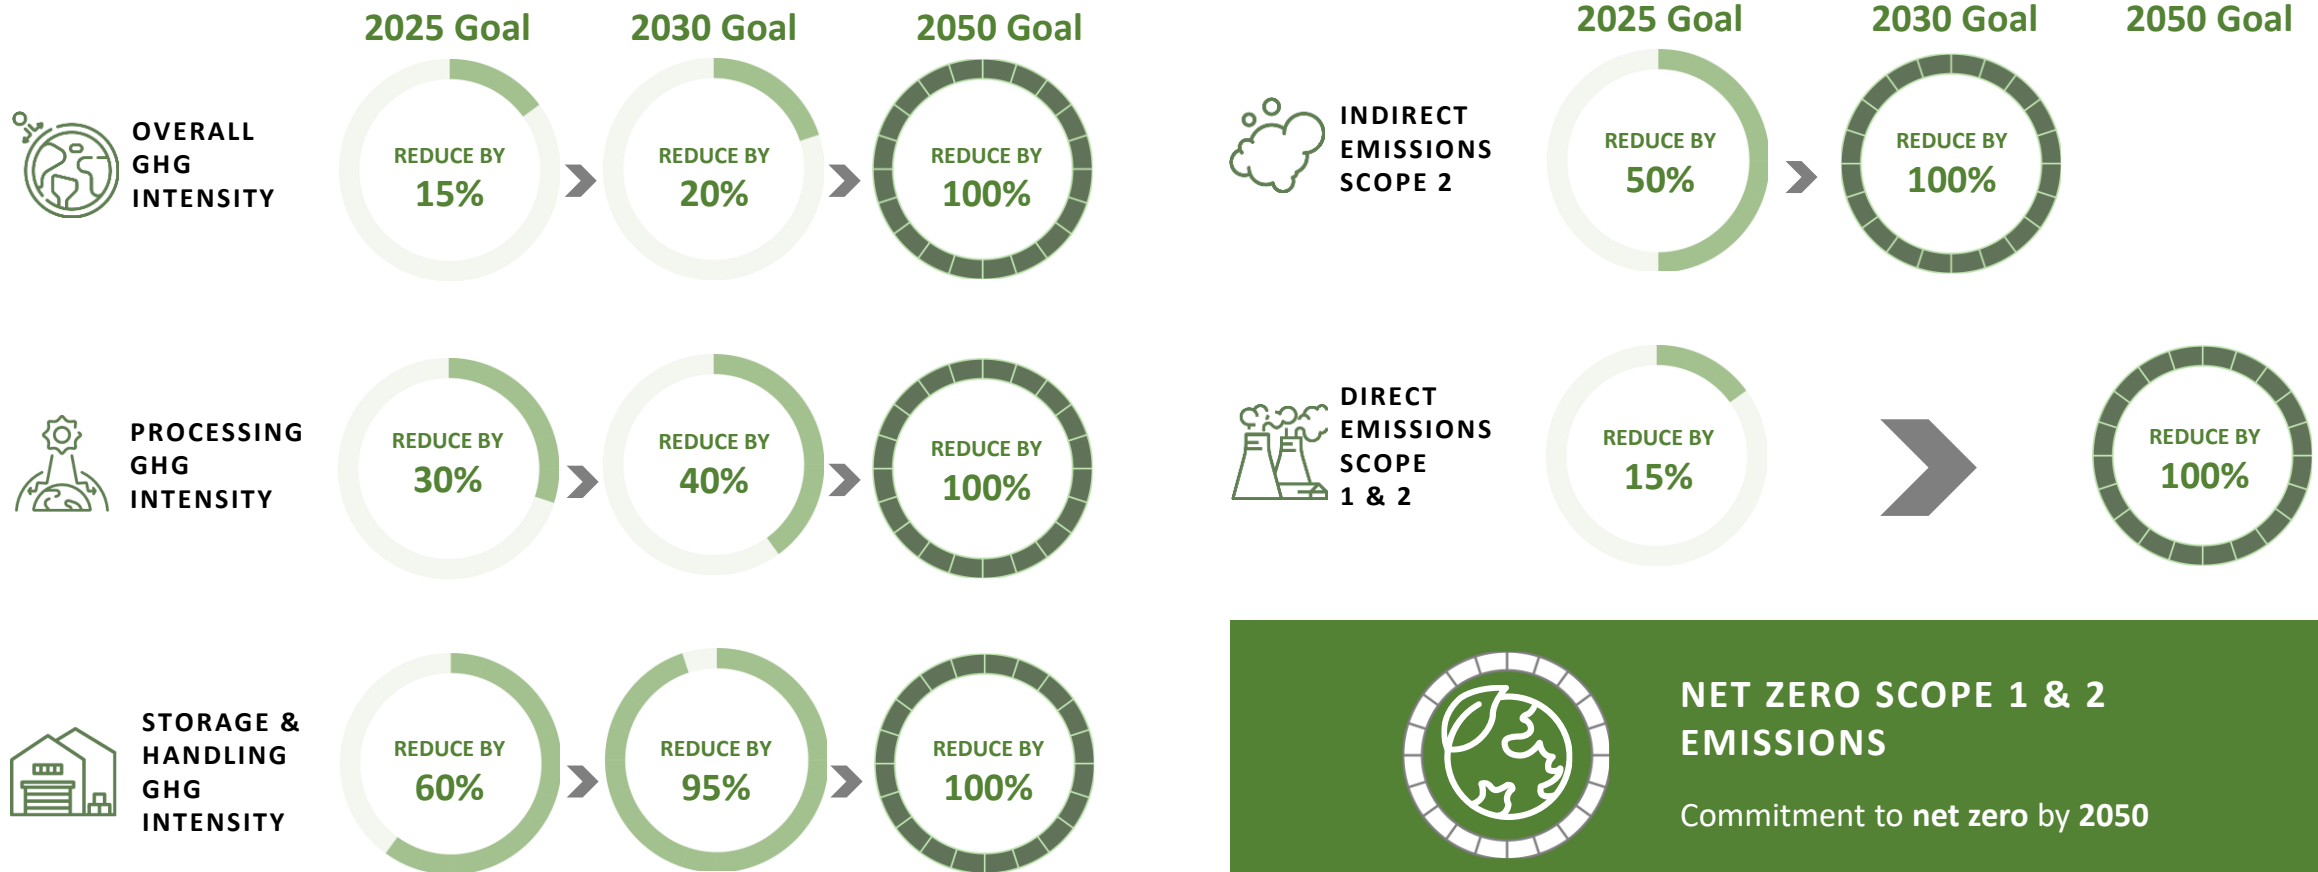 2025 Goal
2030 Goal
2050 Goal
OVERALL
GHG
INTENSITY
REDUCE BY
15%
REDUCE BY
20%
REDUCE BY
100%
PROCESSING
GHG
INTENSITY
REDUCE BY
30%
REDUCE BY
40%
REDUCE BY
100%
STORAGE &
HANDLING
GHG
INTENSITY
REDUCE BY
60%
REDUCE BY
95%
REDUCE BY
100%
2025 Goal
2030 Goal
2050 Goal
INDIRECT
EMISSIONS
SCOPE 2
REDUCE BY
50%
REDUCE BY
100%
DIRECT
EMISSIONS
SCOPE
1 & 2
REDUCE BY
15%
REDUCE BY
100%
NET ZERO SCOPE 1 & 2
EMISSIONS
Commitment to net zero by 2050